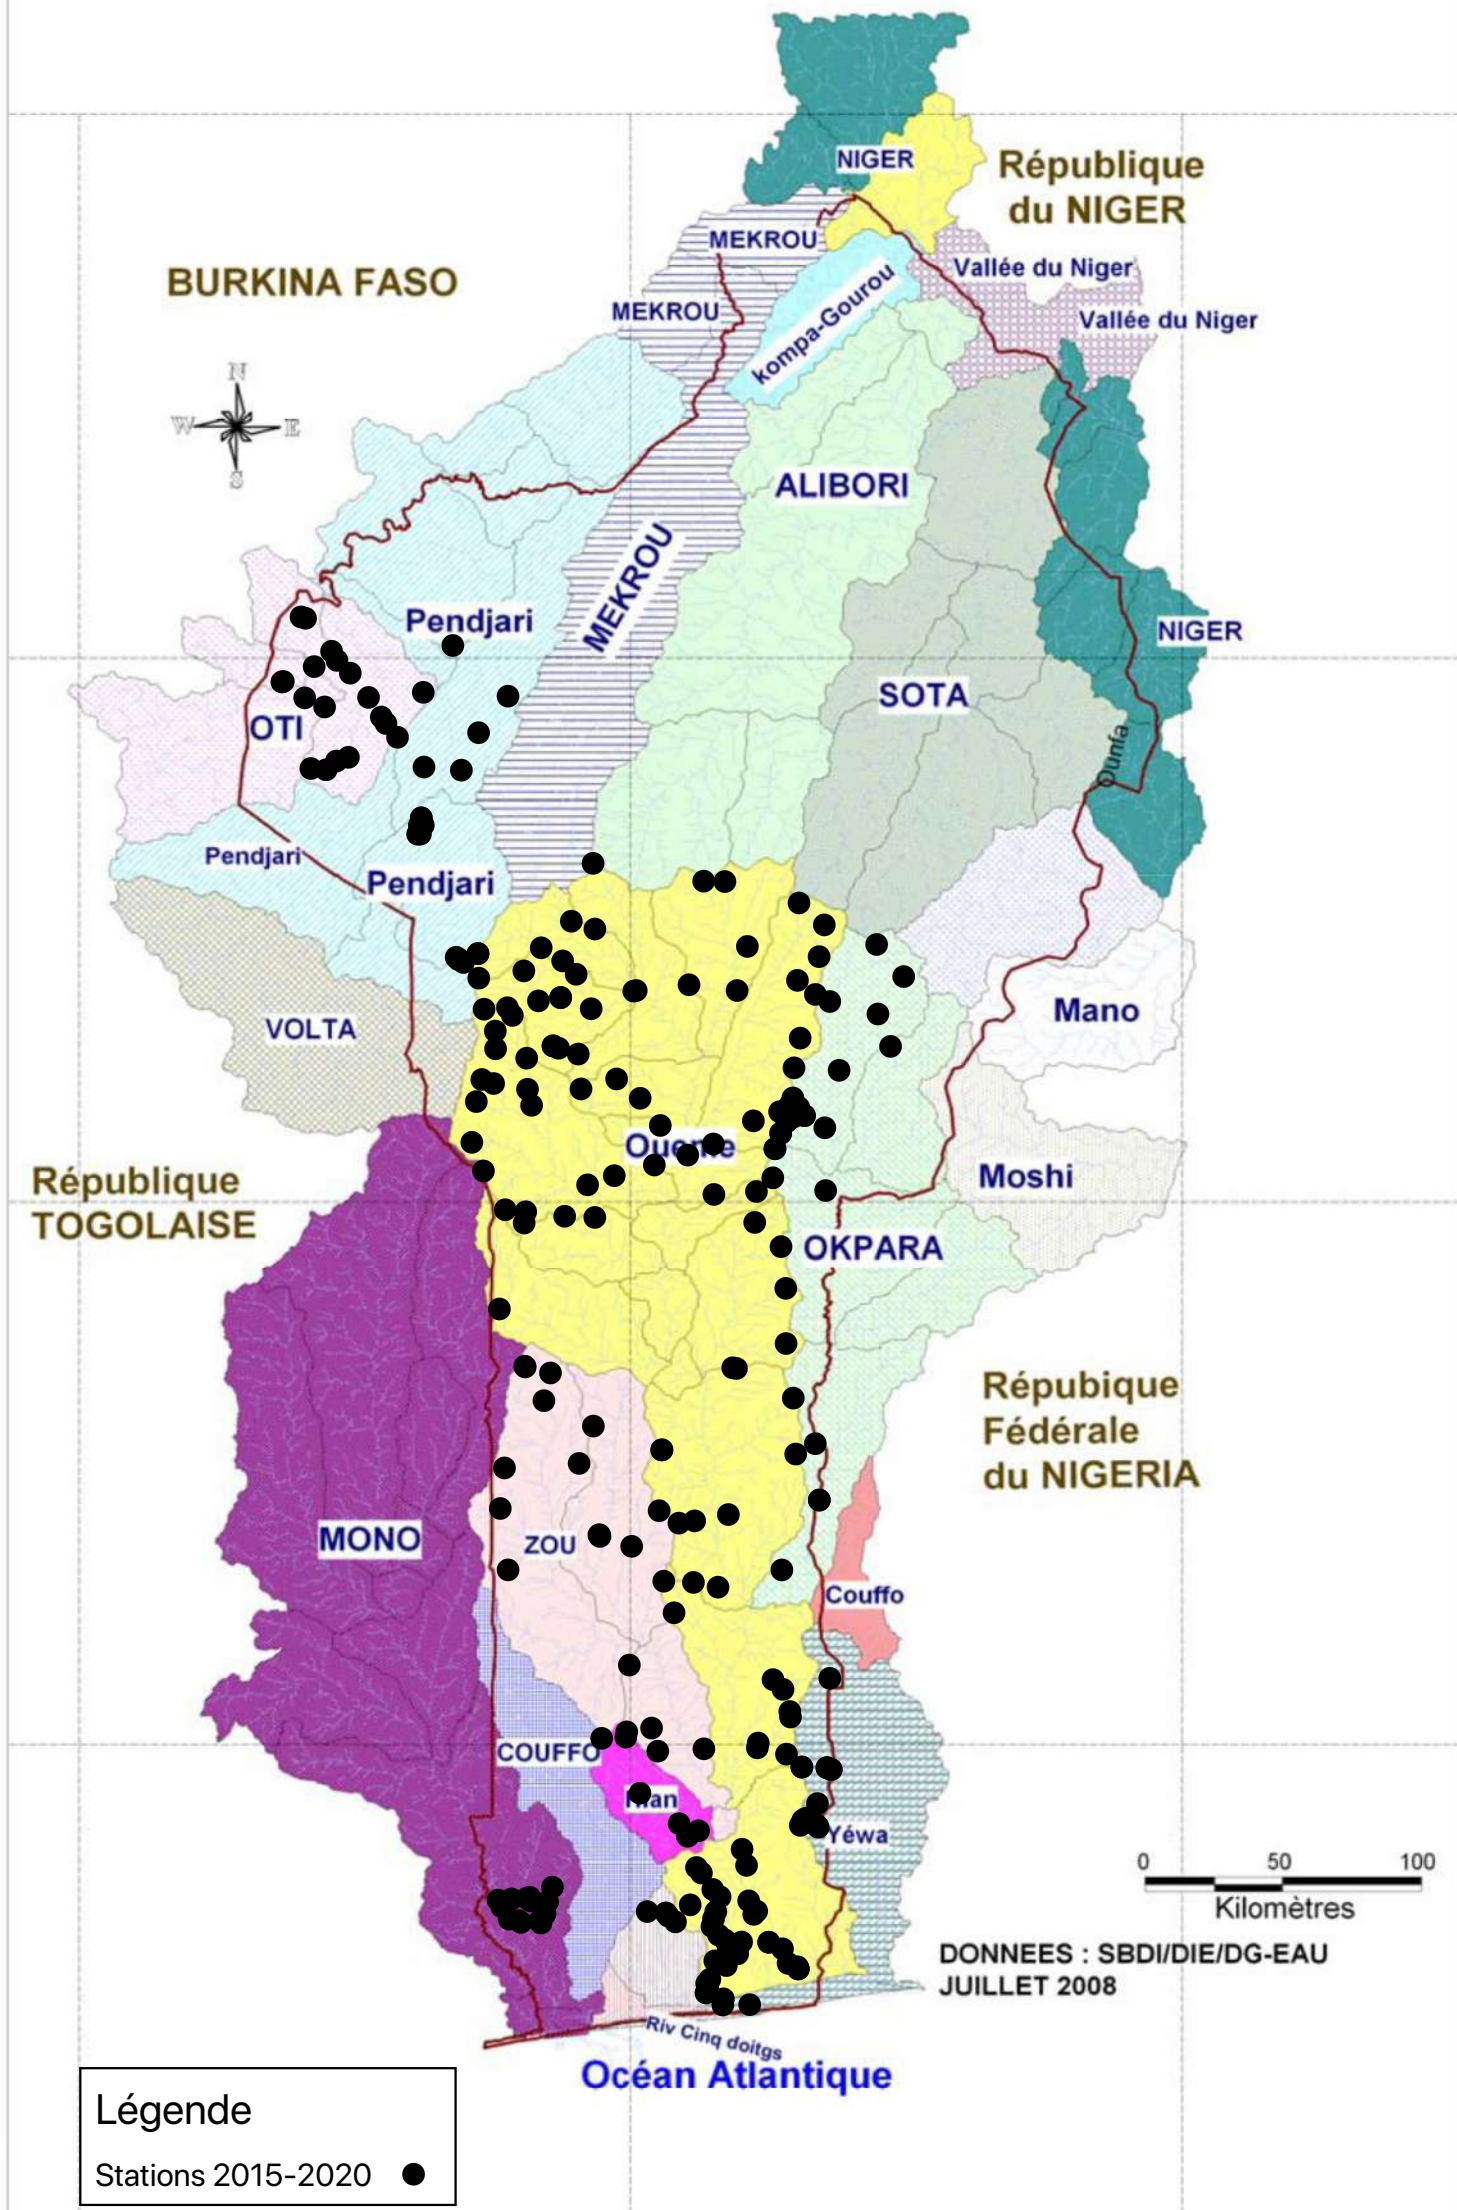 NIGER
République
du NIGER
MEKROU
Vallée du Niger
BURKINA FASO
kompa-Gourou
MEKROU
Vallée du Niger
N
W
E
S
ALIBORI
MEKROU
Pendjari
NIGER
SOTA
OTI
Ounfa
Pendjari
Pendjari
Mano
VOLTA
Oueme
République
TOGOLAISE
Moshi
OKPARA
Répubique
Fédérale
du NIGERIA
MONO
ZOU
Couffo
COUFFO
Yéwa
0
50
100
Kilomètres
DONNEES : SBDI/DIE/DG-EAU
JUILLET 2008
Riv Cinq doitgs
Océan Atlantique
Légende
Stations 2015-2020